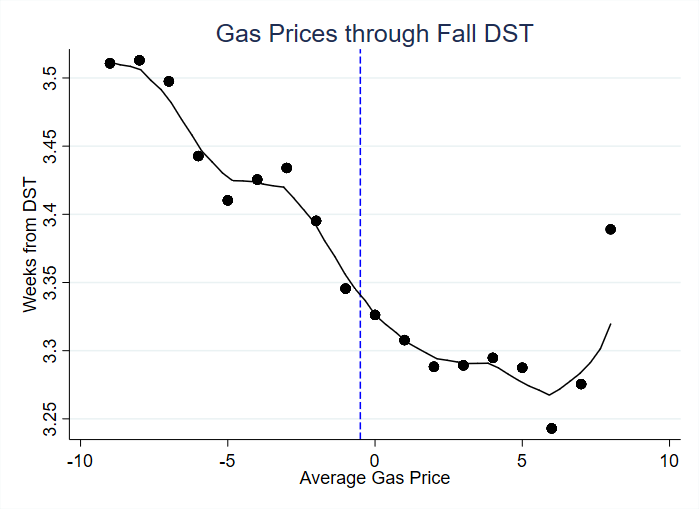 Gas Prices through Fall DST
Weeks from DST
3.5
3.45
3.4
3.35
3.3
3.25
-10 -5 0 5 10
Average Gas Price